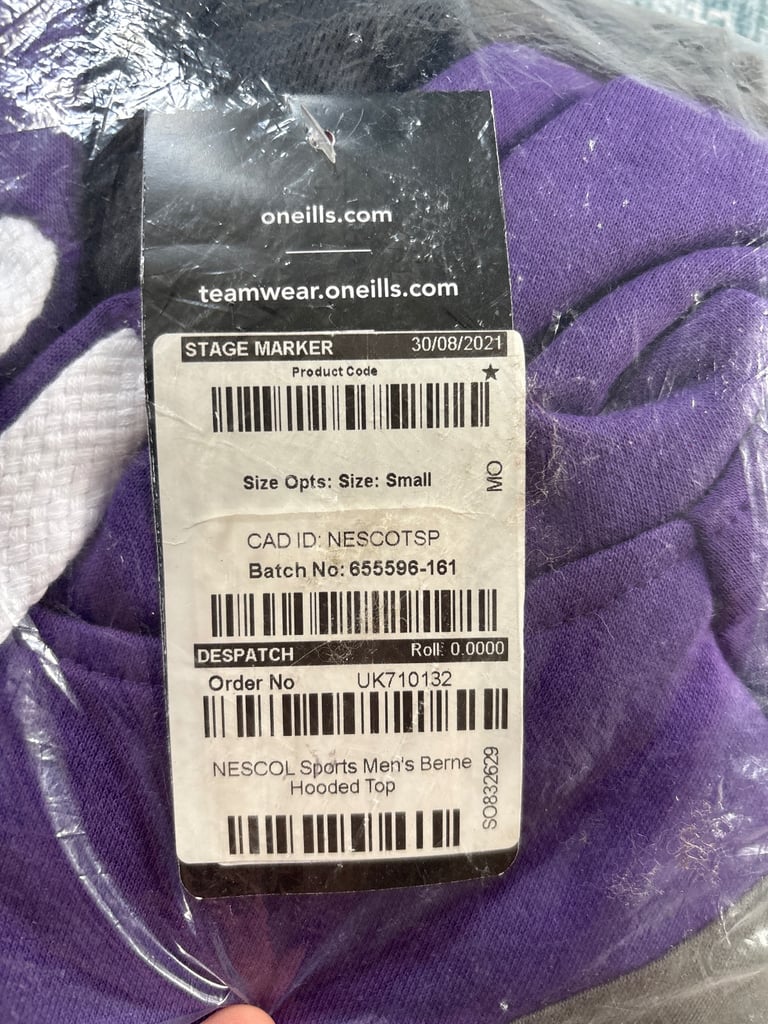 oneills.com
teamwear.oneills.com
STAGE MARKER 30/08/2021
Product Code ★
Size Opts: Size: Small
MO
CAD ID: NESCOTSP
Batch No: 655596-161
DESPATCH Roll: 0.0000
Order No UK710132
NESCOL Sports Men's Berne
Hooded Top
SO832629